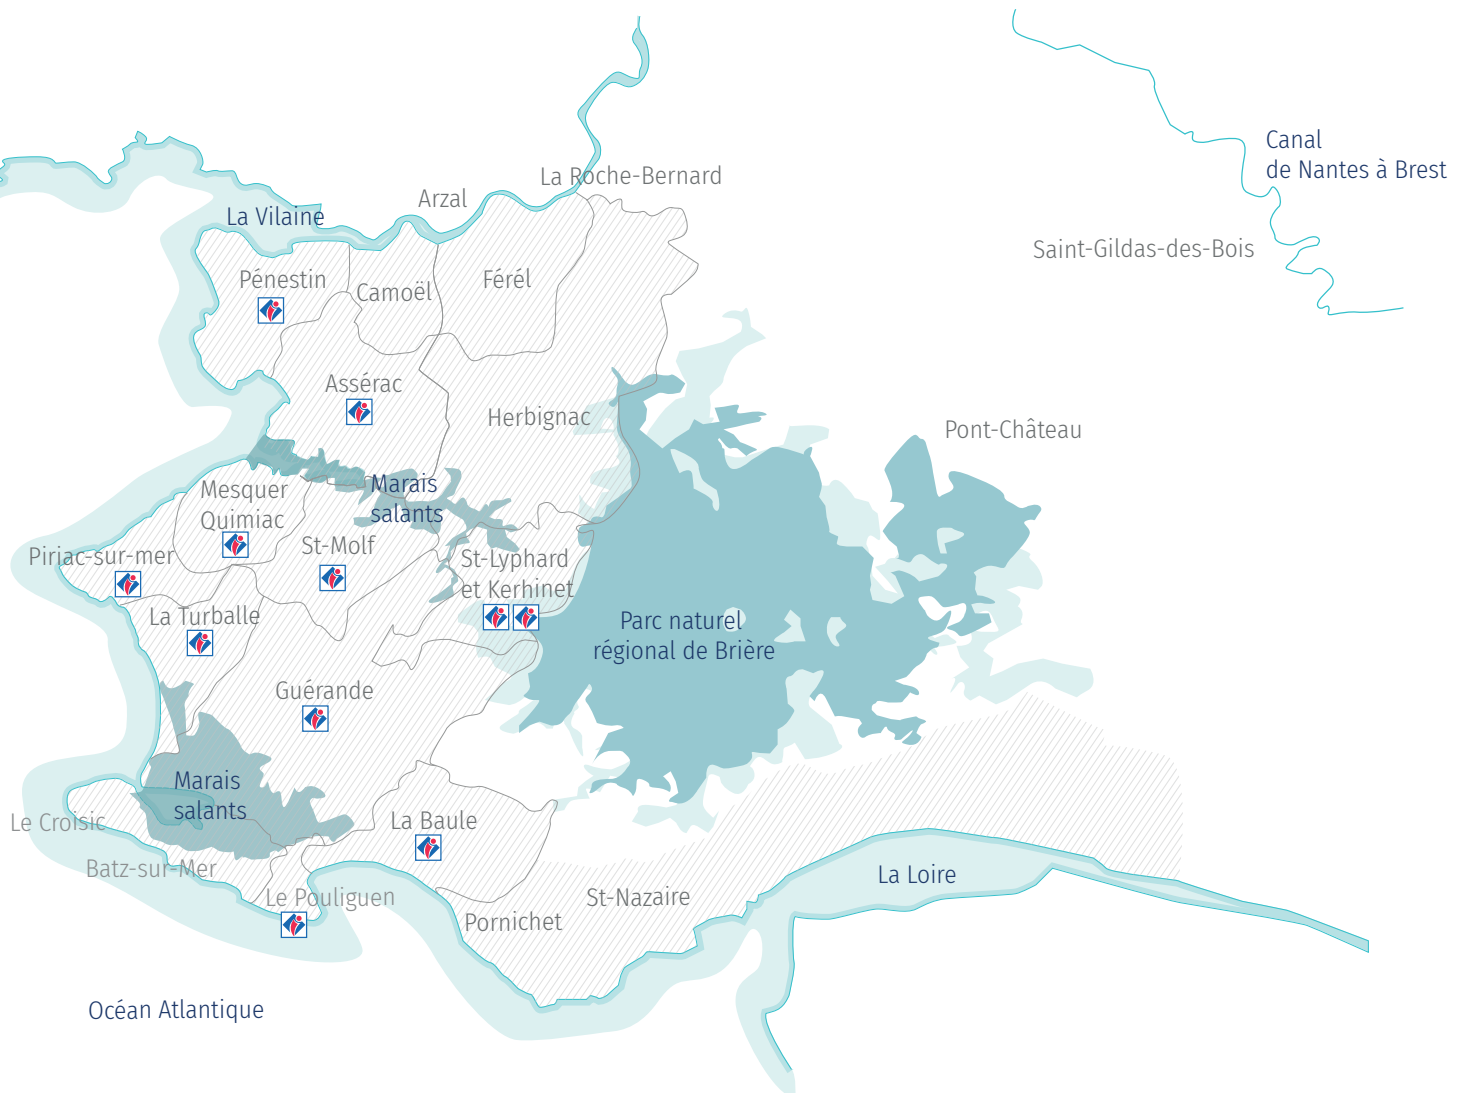 Canal
de Nantes à Brest
La Roche-Bernard
Arzal
La Vilaine
Saint-Gildas-des-Bois
Pénestin
Camoël
Férél
Assérac
Herbignac
Pont-Château
Marais
salants
Mesquer
Quimiac
St-Molf
Piriac-sur-mer
St-Lyphard
et Kerhinet
La Turballe
Parc naturel
régional de Brière
Guérande
Marais
salants
Le Croisic
La Baule
Batz-sur-Mer
La Loire
Le Pouliguen
St-Nazaire
Pornichet
Océan Atlantique